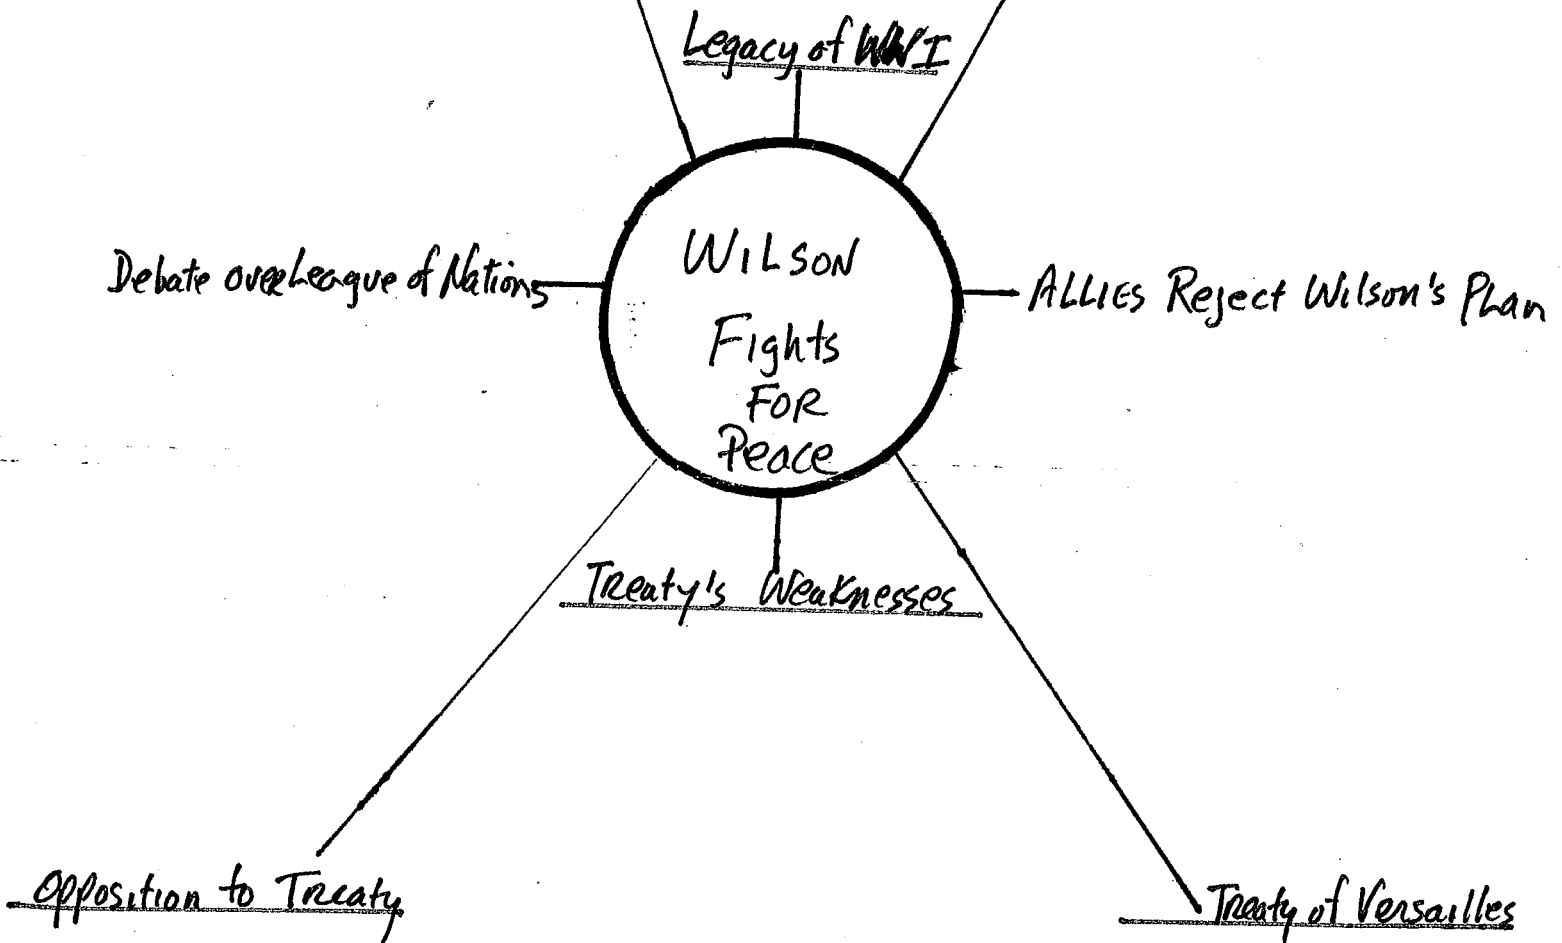 Legacy of WWI
Debate over League of Nations
WILSON
Fights
FOR
Peace
ALLIES Reject Wilson's Plan
Treaty's Weaknesses
Opposition to Treaty
Treaty of Versailles